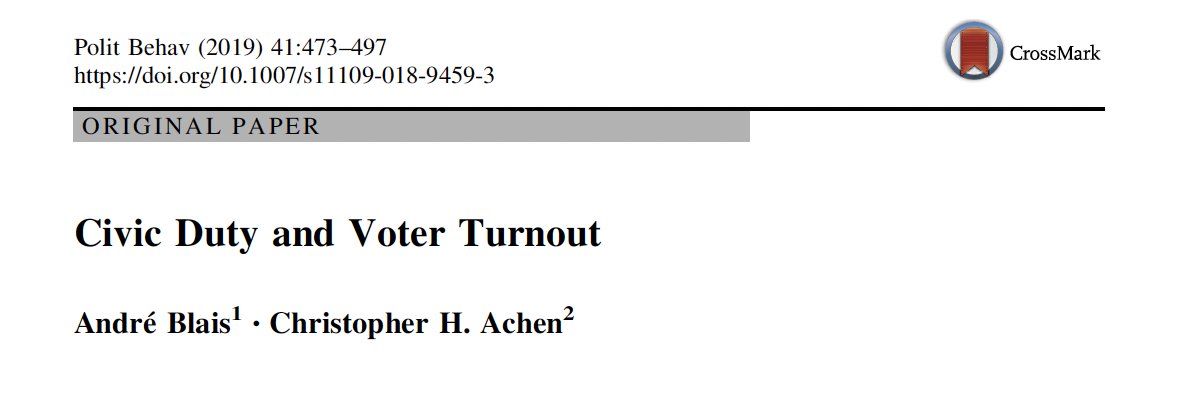 Polit Behav (2019) 41:473–497
https://doi.org/10.1007/s11109-018-9459-3
CrossMark
ORIGINAL PAPER
Civic Duty and Voter Turnout
André Blais1 · Christopher H. Achen2